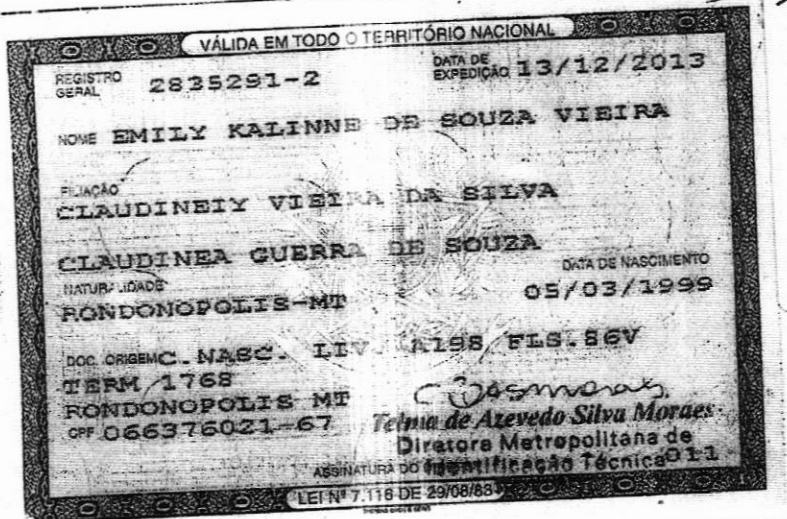 VÁLIDA EM TODO O TERRITÓRIO NACIONAL
REGISTRO GERAL 2835291-2 DATA DE EXPEDIÇÃO 13/12/2013
NOME EMILY KALINNE DE SOUZA VIEIRA
FILIAÇÃO
CLAUDINEIY VIEIRA DA SILVA
CLAUDINEA GUERRA DE SOUZA
NATURALIDADE DATA DE NASCIMENTO
RONDONOPOLIS-MT 05/03/1999
DOC. ORIGEM C. NASC. LIV. A198 FLS.86V
TERM 1768
RONDONOPOLIS MT
CPF 066376021-67 Telma de Azevedo Silva Moraes
Diretora Metropolitana de
ASSINATURA DO Identificação Técnica 011
LEI Nº 7.116 DE 29/08/83